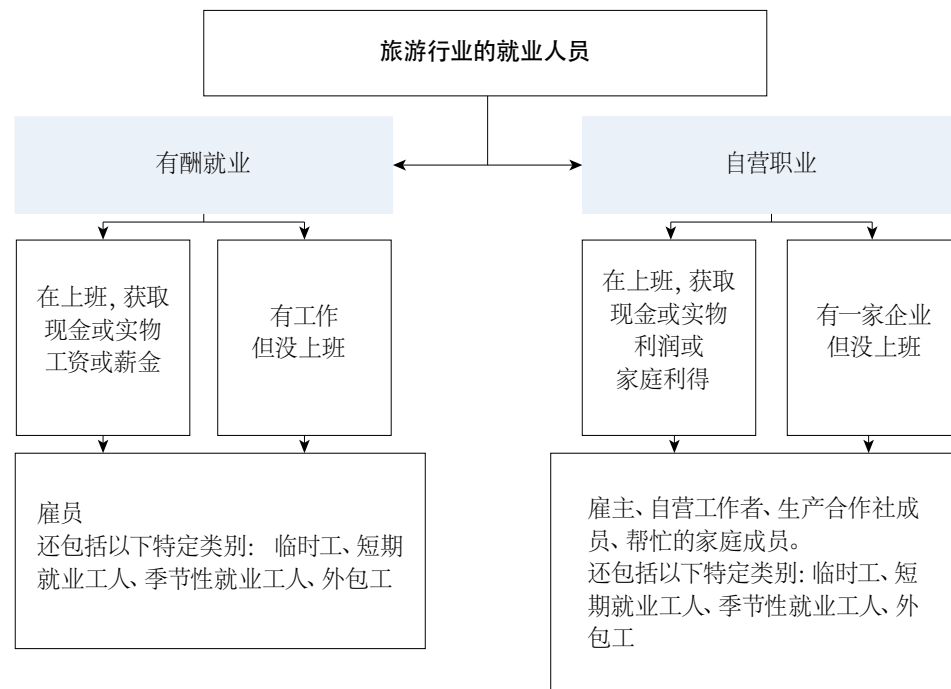 旅游行业的就业人员
有酬就业
自营职业
在上班, 获取
现金或实物
工资或薪金
有工作
但没上班
在上班, 获取
现金或实物
利润或
家庭利得
有一家企业
但没上班
雇员
还包括以下特定类别: 临时工、短期
就业工人、季节性就业工人、外包工
雇主、自营工作者、生产合作社成
员、帮忙的家庭成员。
还包括以下特定类别: 临时工、短
期就业工人、季节性就业工人、外
包工